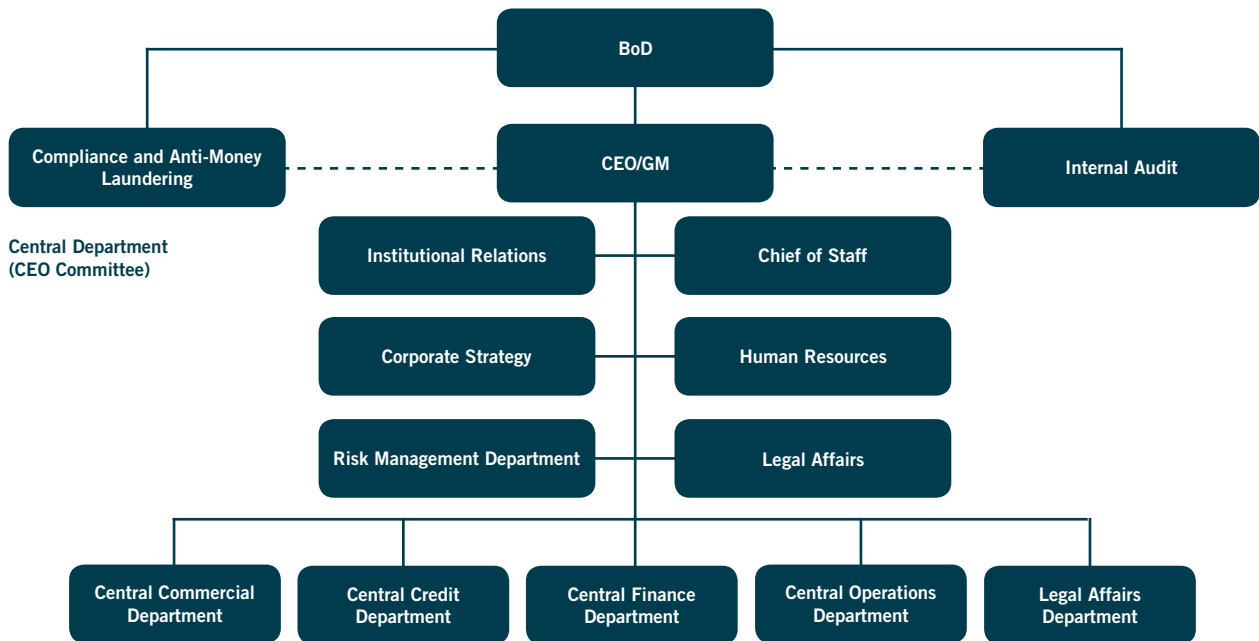 BoD
Compliance and Anti-Money
Laundering
CEO/GM
Internal Audit
Central Department
(CEO Committee)
Institutional Relations
Chief of Staff
Corporate Strategy
Human Resources
Risk Management Department
Legal Affairs
Central Commercial
Department
Central Credit
Department
Central Finance
Department
Central Operations
Department
Legal Affairs
Department